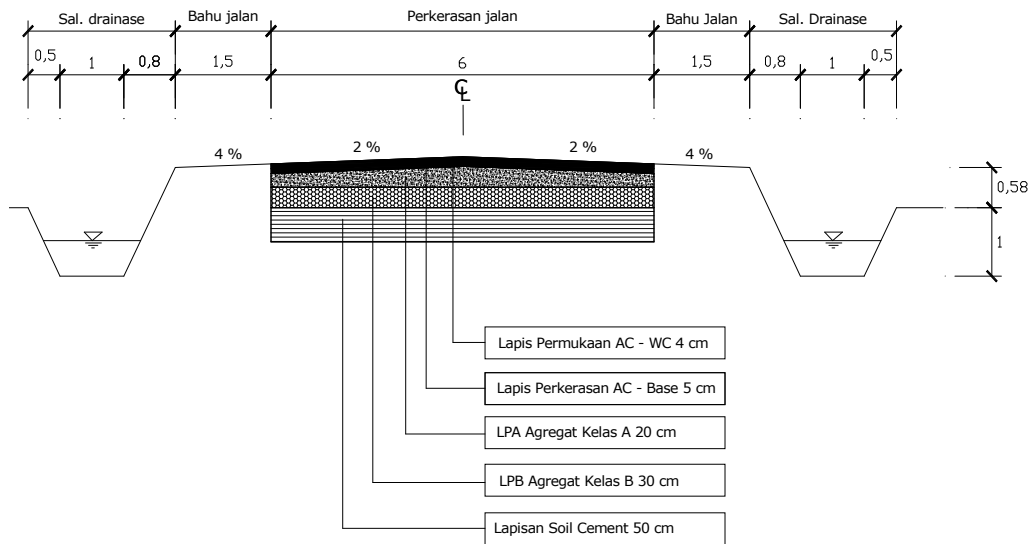 Sal. drainase
Bahu jalan
Perkerasan jalan
Bahu Jalan
Sal. Drainase
0,5
1
0,8
1,5
6
1,5
0,8
1
0,5
℄
4 %
2 %
2 %
4 %
0,58
1
Lapis Permukaan AC - WC 4 cm
Lapis Perkerasan AC - Base 5 cm
LPA Agregat Kelas A 20 cm
LPB Agregat Kelas B 30 cm
Lapisan Soil Cement 50 cm